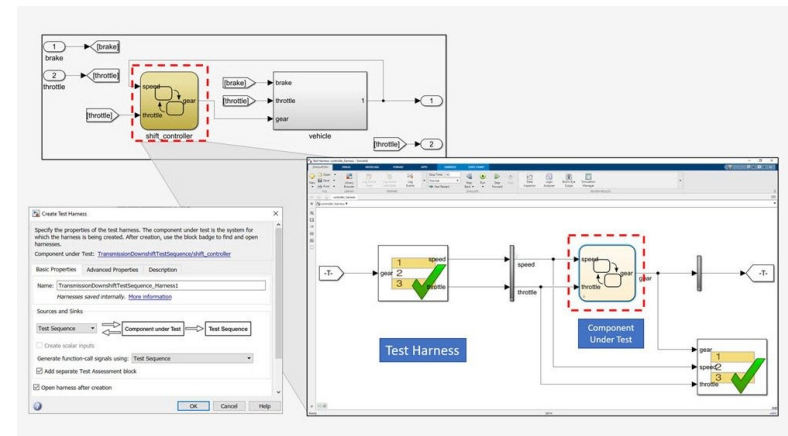 1
brake
[brake]
2
throttle
[throttle]
speed
gear
throttle
[throttle]
shift_controller
[brake]
[throttle]
brake
throttle
gear
1
vehicle
1
[throttle]
2
Create Test Harness
Specify the properties of the test harness. The component under test is the system for
which the harness is being created. After creation, use the block badge to find and open
harnesses.
Component under Test: TransmissionDownshiftTestSequence/shift_controller
Basic Properties Advanced Properties Description
Name: TransmissionDownshiftTestSequence_Harness1
Harnesses saved internally. More information
Sources and Sinks
Test Sequence
Component under Test
Test Sequence
Create scalar inputs
Generate function-call signals using: Test Sequence
Add separate Test Assessment block
Open harness after creation
OK Cancel Help
-T-
gear
1
2
3
speed
throttle
speed
throttle
speed
throttle
gear
gear
-T-
Test Harness
Component
Under Test
gear
speed
throttle
1
2
3